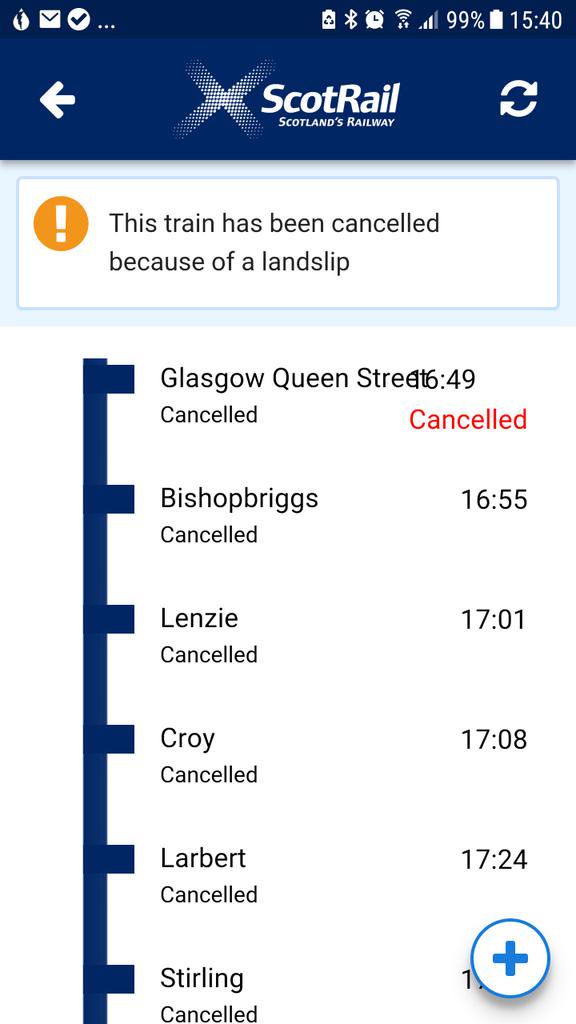 ... 99% 15:40
ScotRail
SCOTLAND'S RAILWAY
This train has been cancelled
because of a landslip
Glasgow Queen Street 16:49
Cancelled Cancelled
Bishopbriggs 16:55
Cancelled
Lenzie 17:01
Cancelled
Croy 17:08
Cancelled
Larbert 17:24
Cancelled
Stirling
Cancelled